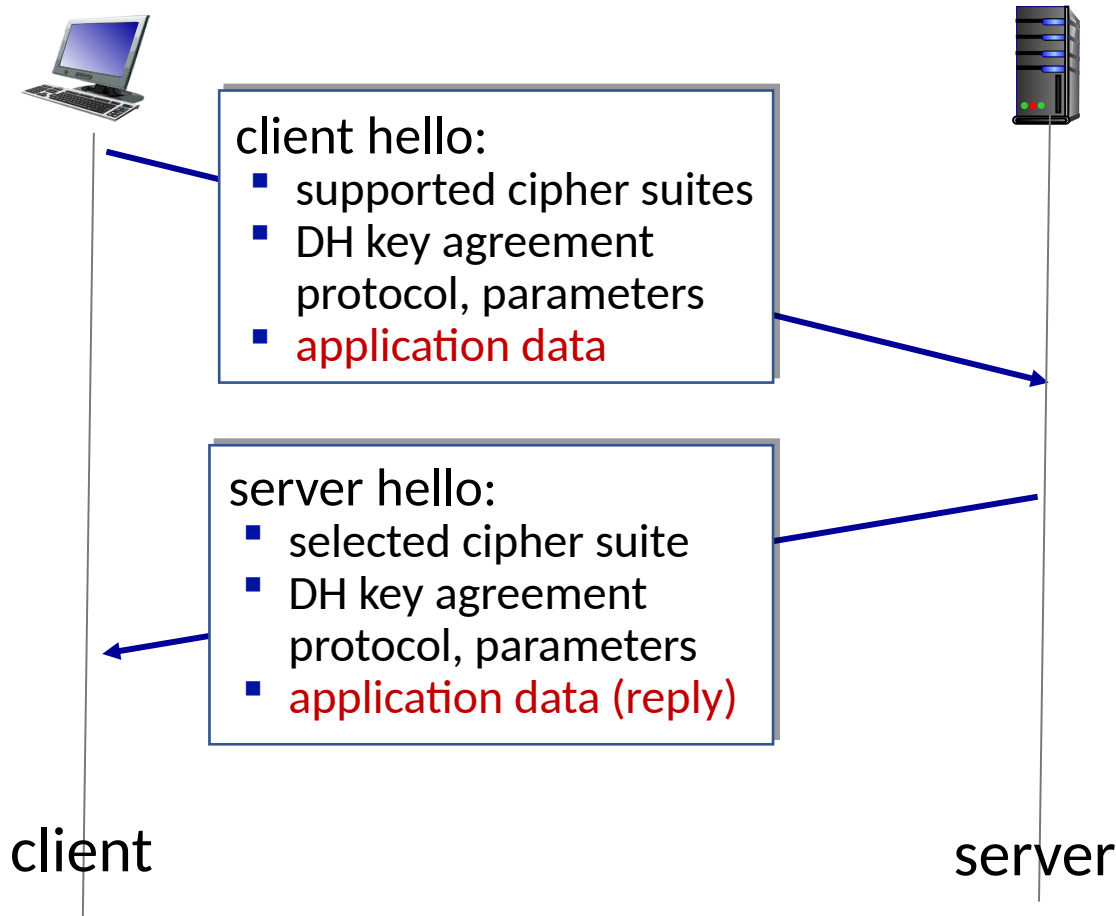 client hello:
▪ supported cipher suites
▪ DH key agreement
protocol, parameters
▪ application data
server hello:
▪ selected cipher suite
▪ DH key agreement
protocol, parameters
▪ application data (reply)
client
server